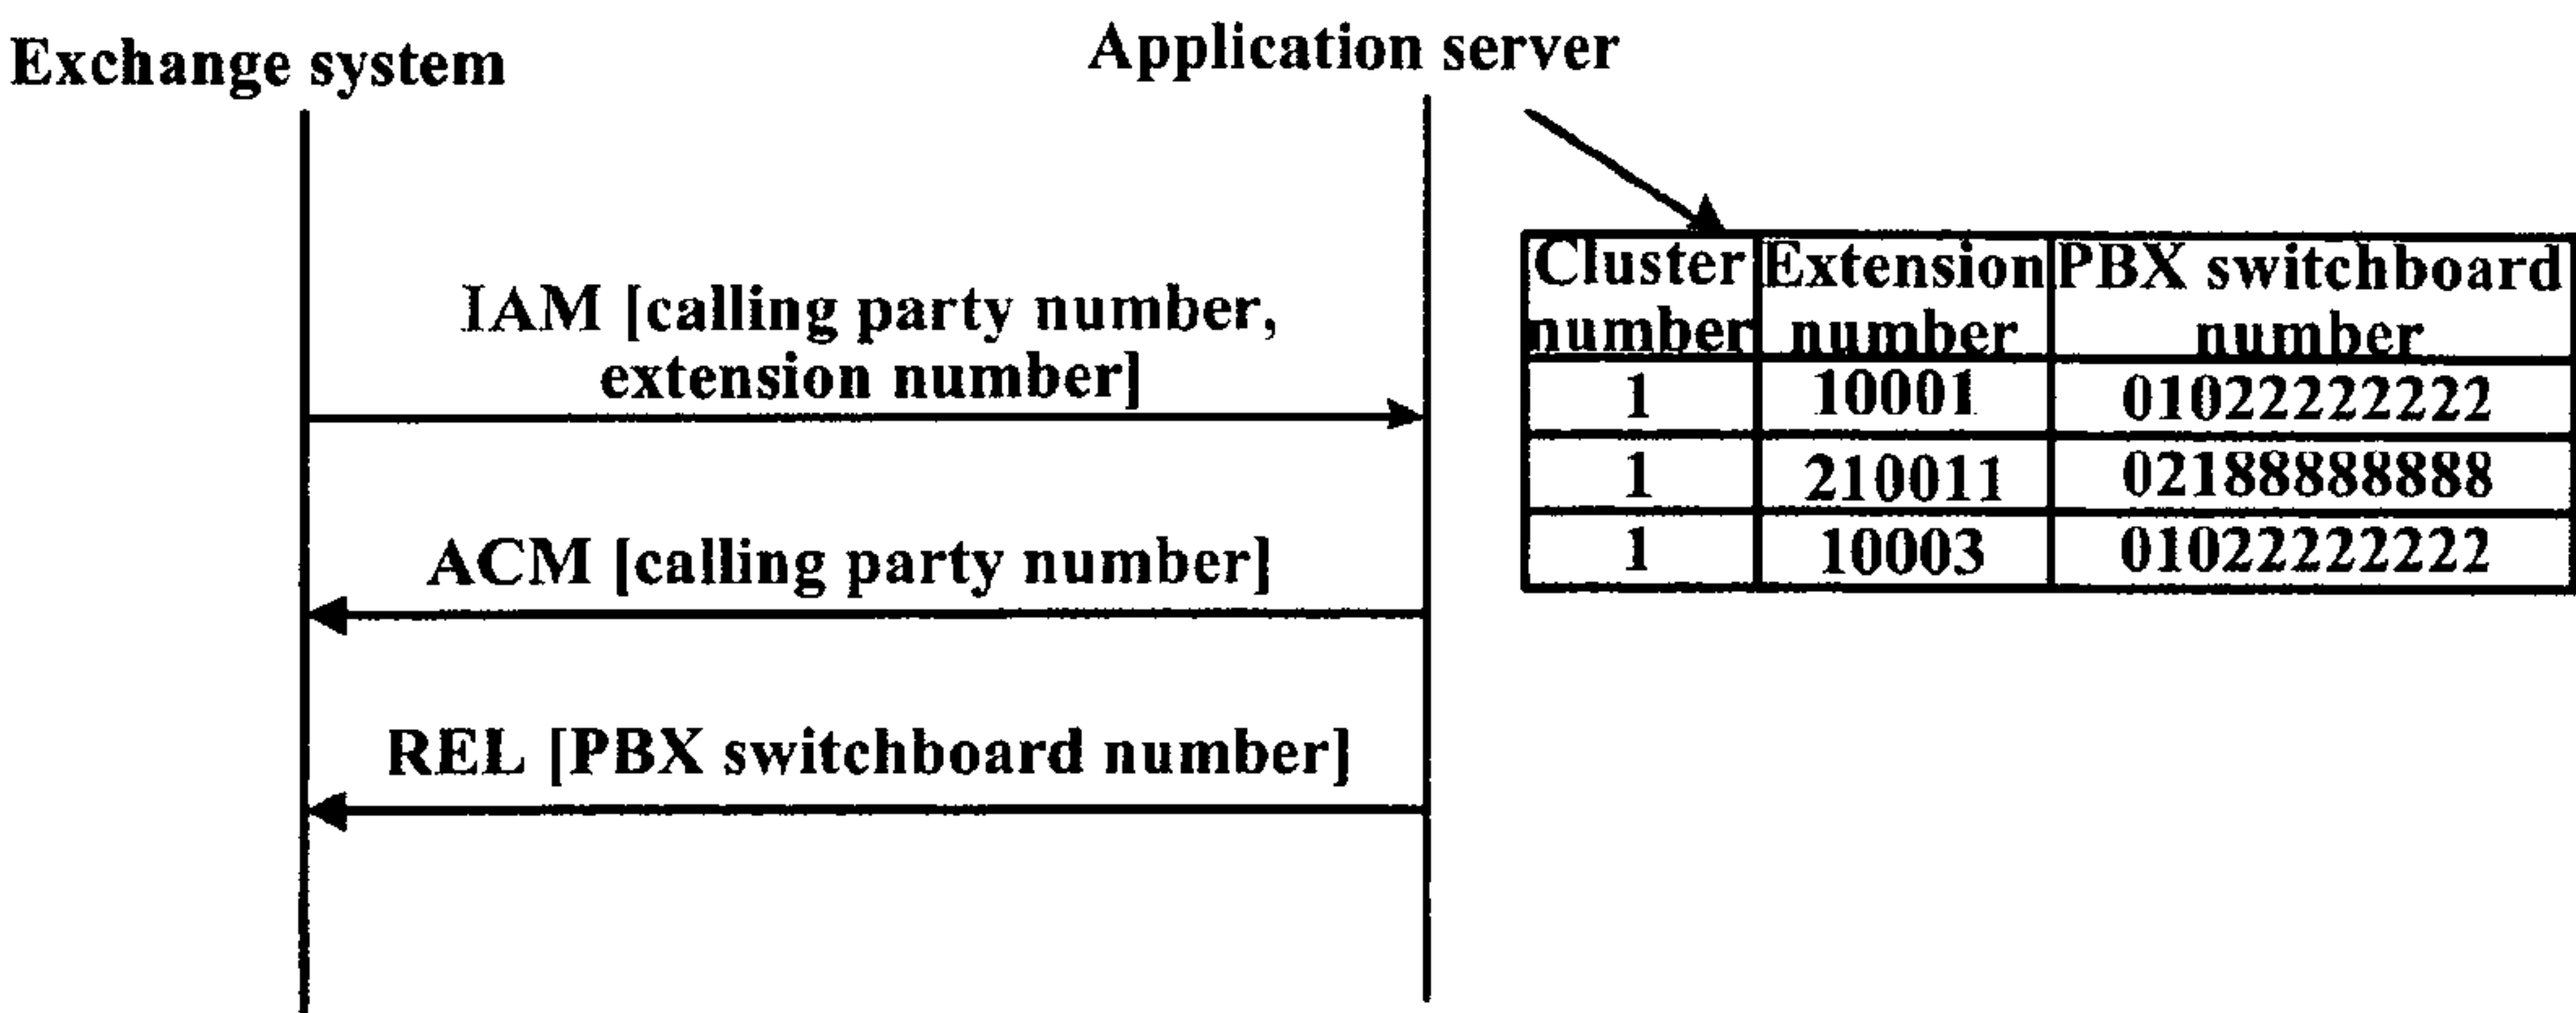 Exchange system
Application server
IAM [calling party number,
extension number]
ACM [calling party number]
REL [PBX switchboard number]
Cluster number Extension number PBX switchboard number
1 10001 01022222222
1 210011 02188888888
1 10003 01022222222